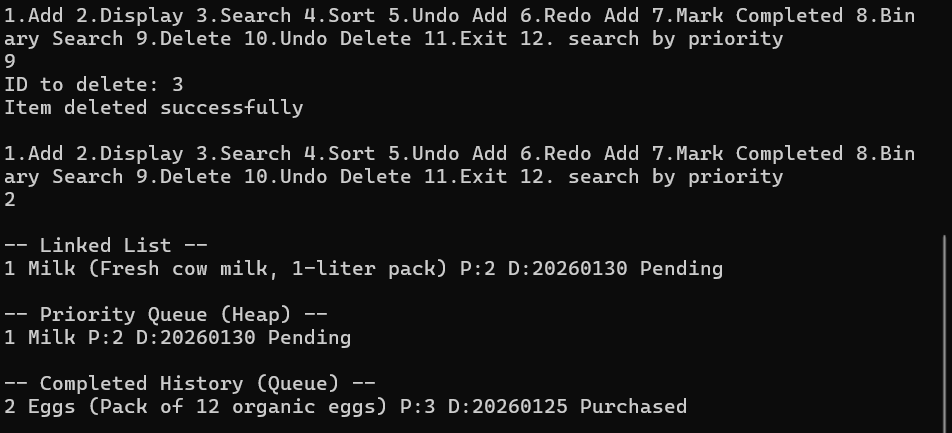 1.Add 2.Display 3.Search 4.Sort 5.Undo Add 6.Redo Add 7.Mark Completed 8.Bin
ary Search 9.Delete 10.Undo Delete 11.Exit 12. search by priority
9
ID to delete: 3
Item deleted successfully

1.Add 2.Display 3.Search 4.Sort 5.Undo Add 6.Redo Add 7.Mark Completed 8.Bin
ary Search 9.Delete 10.Undo Delete 11.Exit 12. search by priority
2

-- Linked List --
1 Milk (Fresh cow milk, 1-liter pack) P:2 D:20260130 Pending

-- Priority Queue (Heap) --
1 Milk P:2 D:20260130 Pending

-- Completed History (Queue) --
2 Eggs (Pack of 12 organic eggs) P:3 D:20260125 Purchased